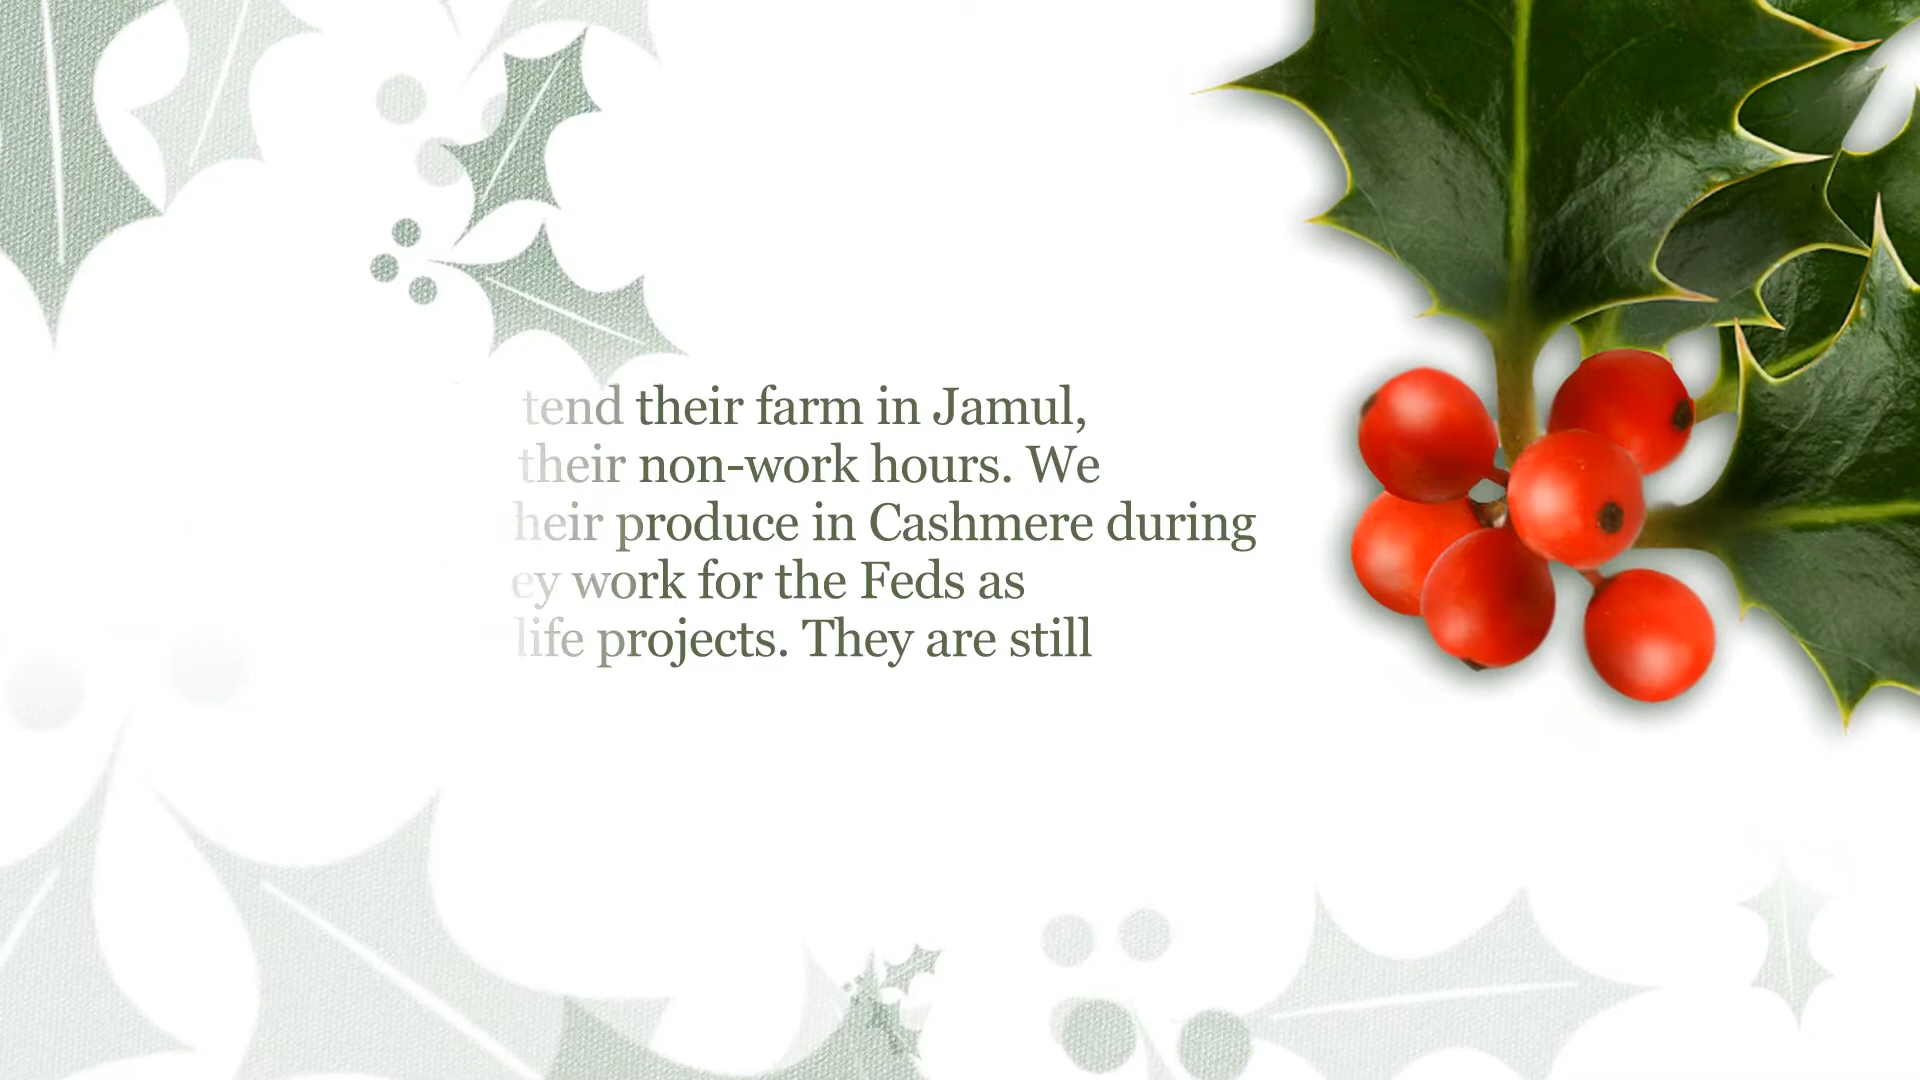 tend their farm in Jamul,
their non-work hours. We
heir produce in Cashmere during
ey work for the Feds as
life projects. They are still